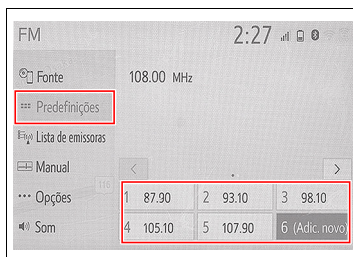 FM 2:27
Fonte 108.00 MHz
Predefinições
Lista de emissoras
Manual
Opções
116
Som
1 87.90 2 93.10 3 98.10
4 105.10 5 107.90 6 (Adic. novo)